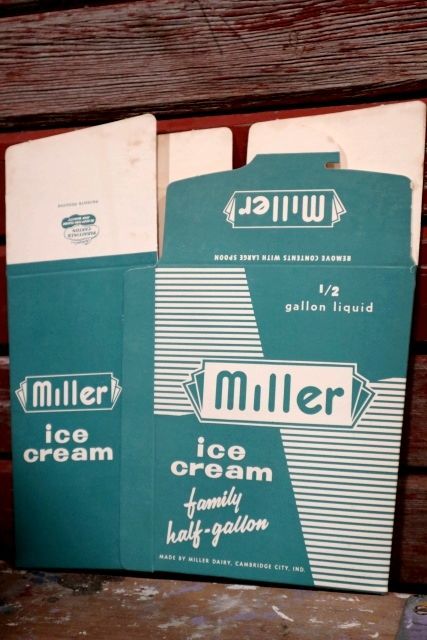 Miller
REMOVE CONTENTS WITH LARGE SPOON
1/2
gallon liquid
Miller
ice
cream
family
half-gallon
MADE BY MILLER DAIRY, CAMBRIDGE CITY, IND.
Miller
ice
cream